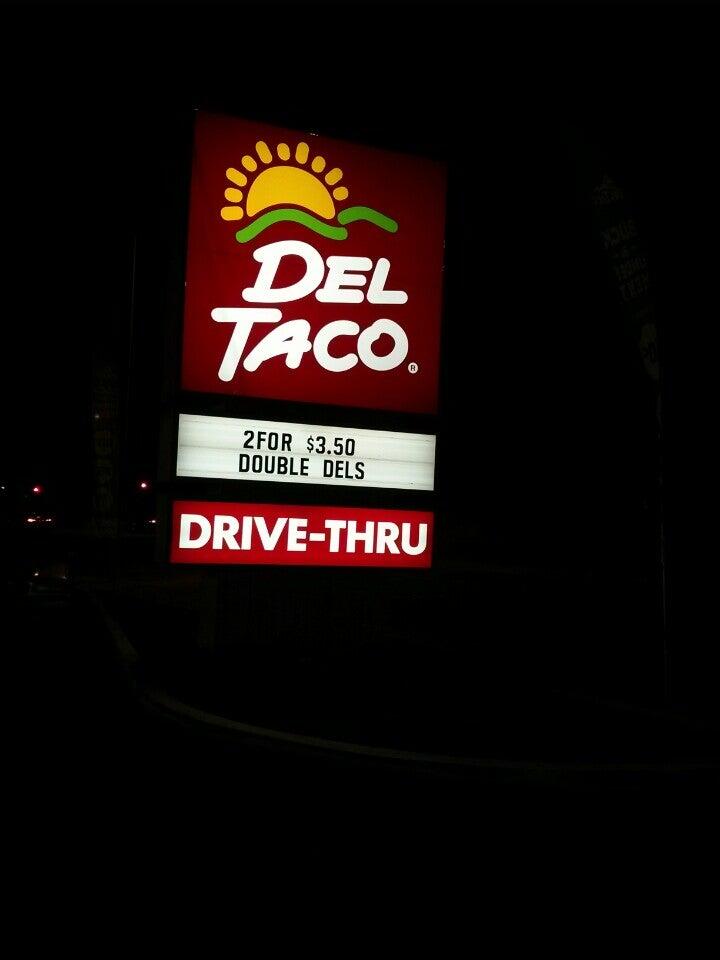 DEL
TACO®
2FOR $3.50
DOUBLE DELS
DRIVE-THRU